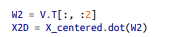 W2 = V.T[:, :2]
X2D = X_centered.dot(W2)